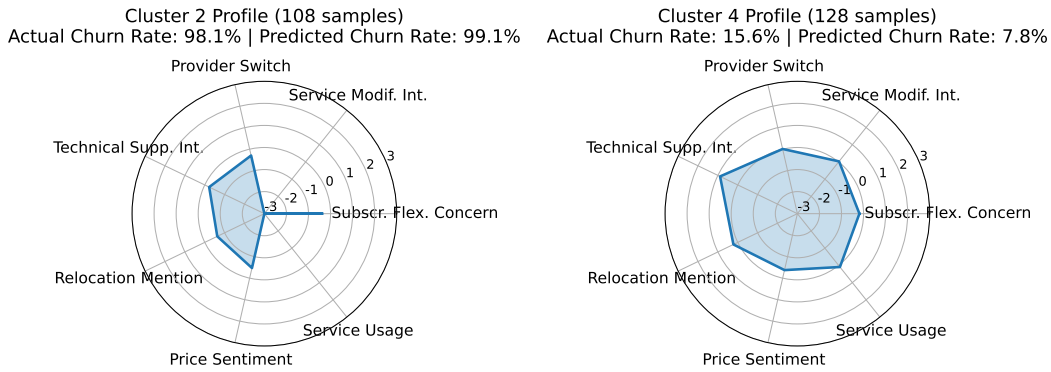 Cluster 2 Profile (108 samples)
Actual Churn Rate: 98.1% | Predicted Churn Rate: 99.1%
Provider Switch
Service Modif. Int.
Technical Supp. Int.
3
2
1
0
-1
-2
-3
Subscr. Flex. Concern
Relocation Mention
Service Usage
Price Sentiment
Cluster 4 Profile (128 samples)
Actual Churn Rate: 15.6% | Predicted Churn Rate: 7.8%
Provider Switch
Service Modif. Int.
Technical Supp. Int.
3
2
1
0
-1
-2
-3
Subscr. Flex. Concern
Relocation Mention
Service Usage
Price Sentiment